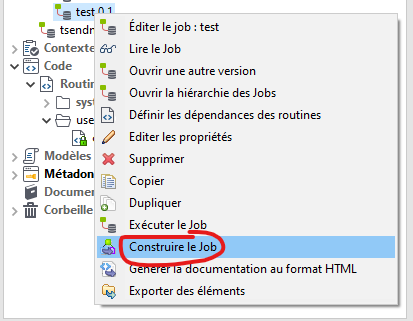 test 0.1
tsendn
Éditer le job : test
Lire le Job
Contexte
Ouvrir une autre version
Code
Routin
Ouvrir la hiérarchie des Jobs
sys
Définir les dépendances des routines
use
Editer les propriétés
Supprimer
Modèles
Copier
Métadon
Dupliquer
Documen
Corbeille
Exécuter le Job
Construire le Job
Générer la documentation au format HTML
Exporter des éléments